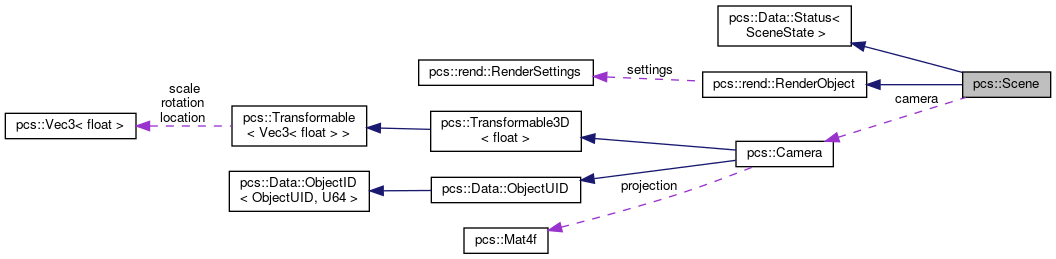 pcs::Data::Status<
SceneState >
pcs::rend::RenderSettings
settings
pcs::rend::RenderObject
pcs::Scene
camera
scale
rotation
location
pcs::Vec3< float >
pcs::Transformable
< Vec3< float > >
pcs::Transformable3D
< float >
pcs::Camera
pcs::Data::ObjectID
< ObjectUID, U64 >
pcs::Data::ObjectUID
projection
pcs::Mat4f